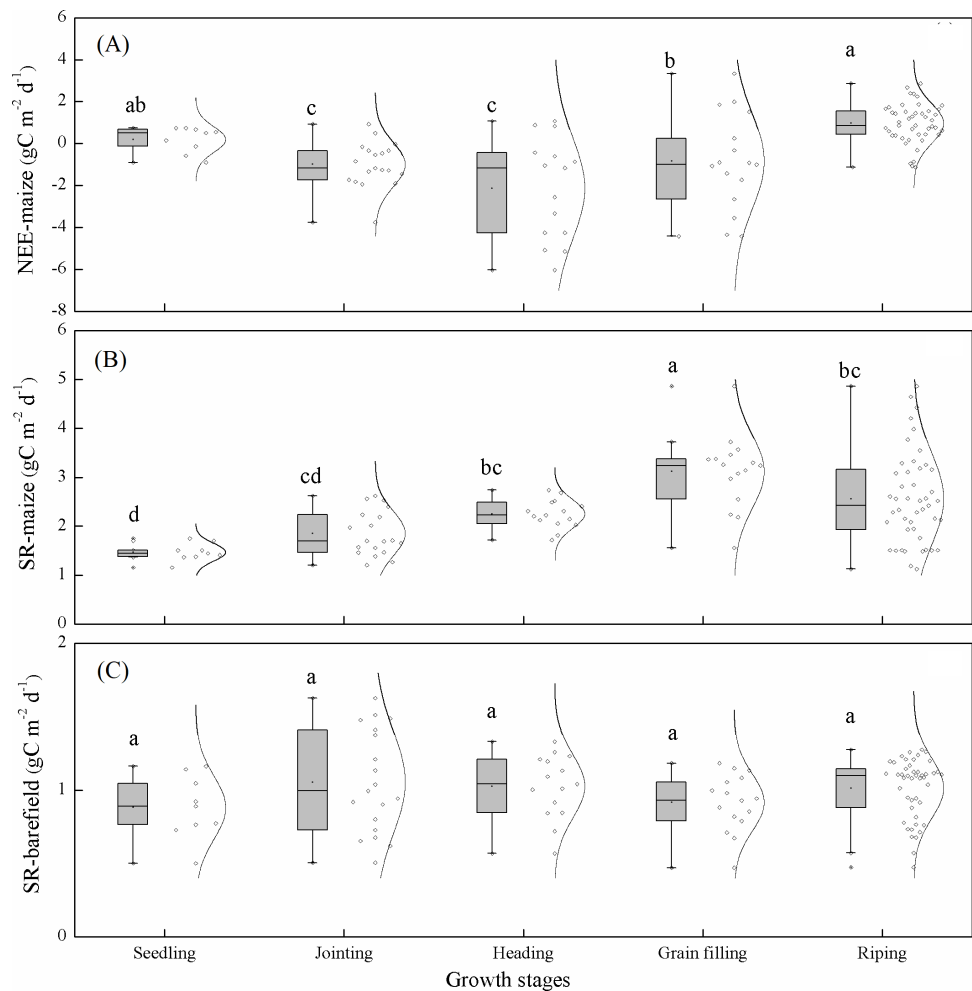 6
(A)
4
2
0
-2
-4
-6
-8
NEE-maize (gC m⁻² d⁻¹)
ab
c
c
b
a
6
(B)
5
4
3
2
1
0
SR-maize (gC m⁻² d⁻¹)
d
cd
bc
a
bc
2
(C)
1
0
SR-barefield (gC m⁻² d⁻¹)
a
a
a
a
a
Seedling Jointing Heading Grain filling Riping
Growth stages